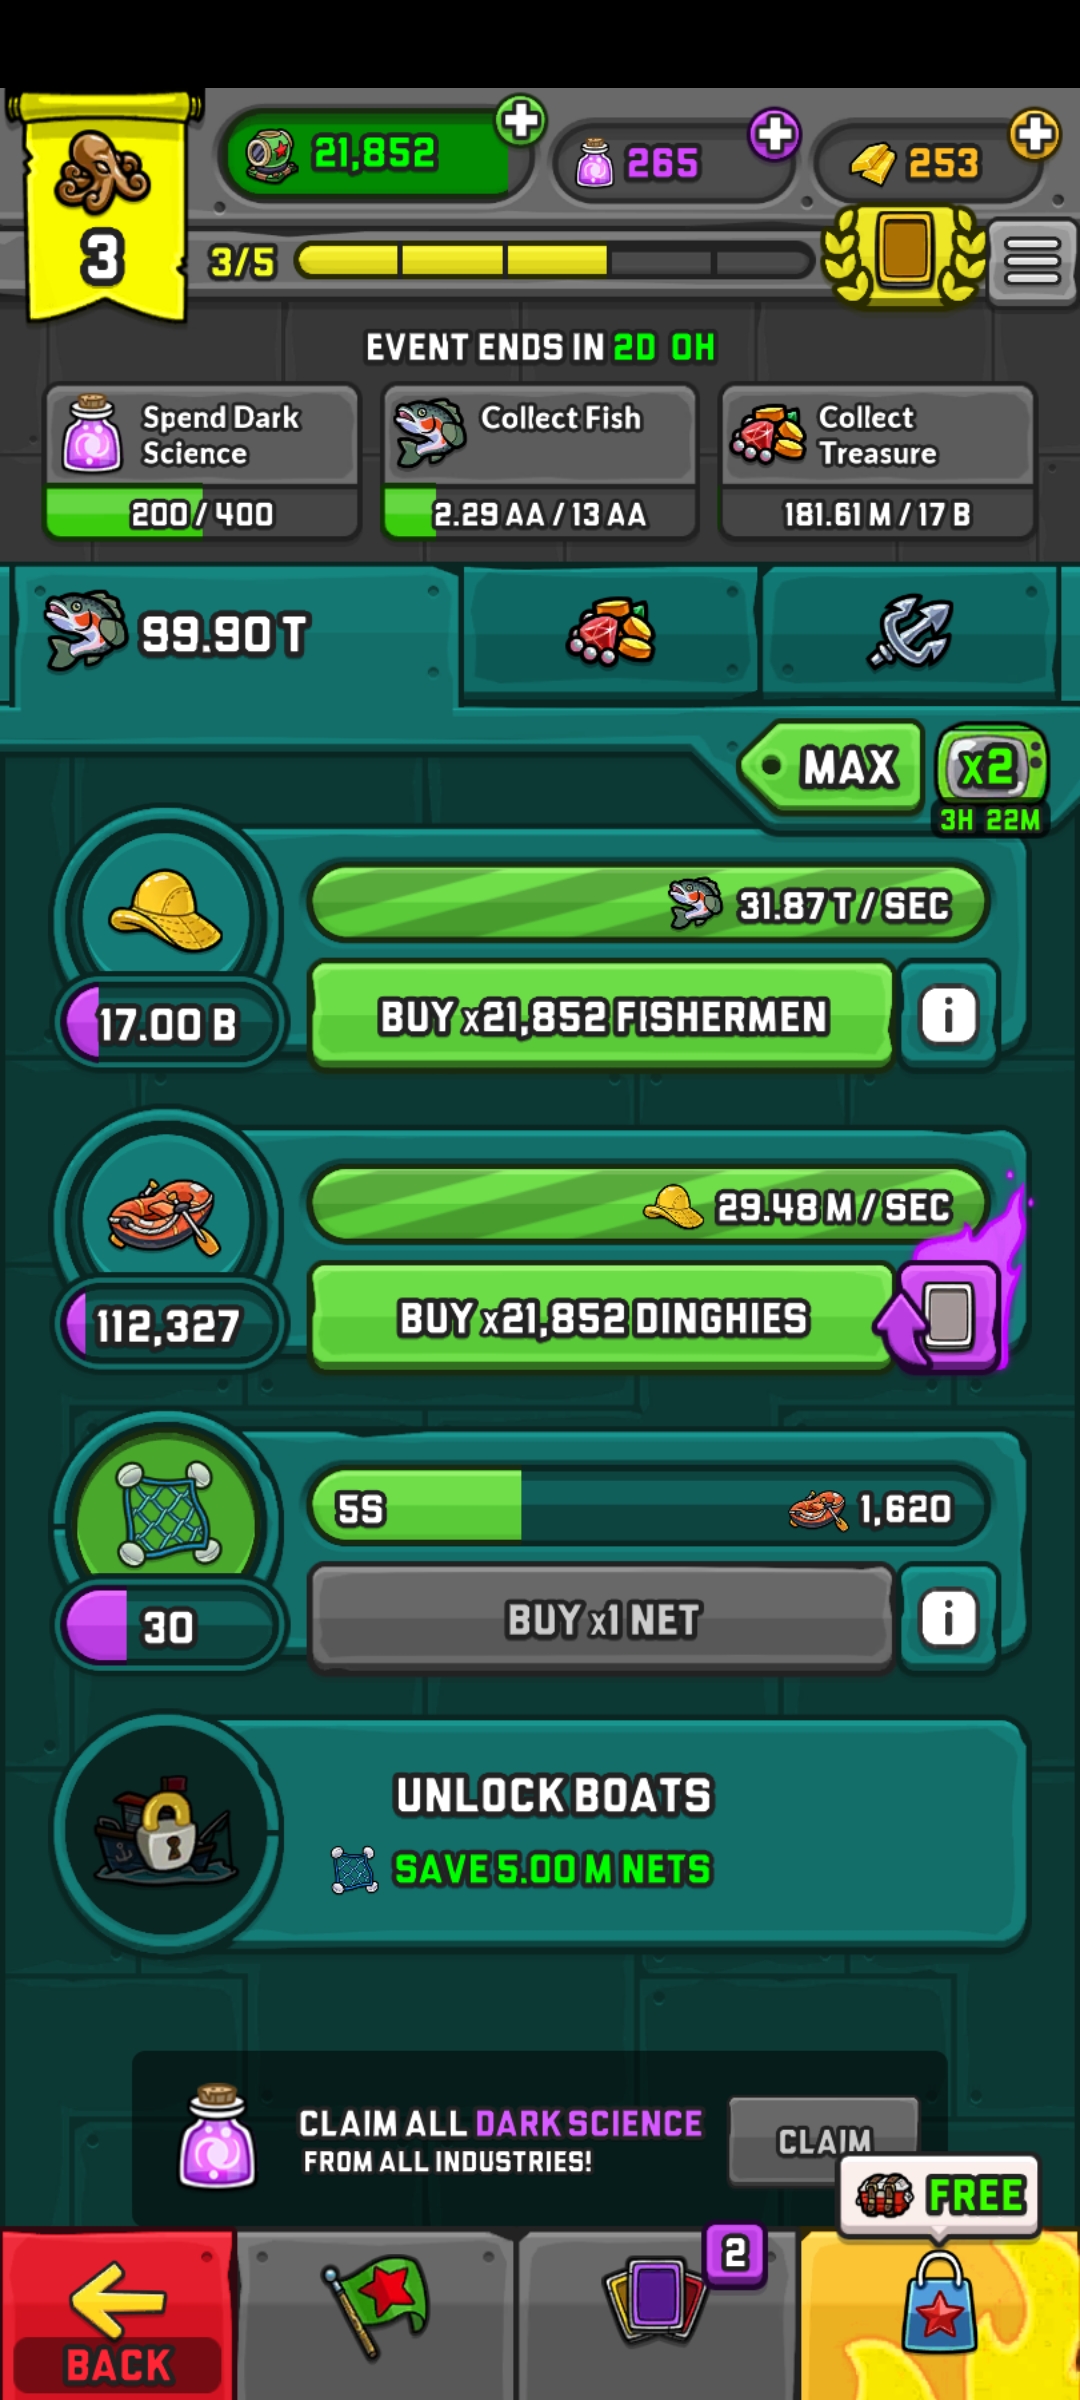 21,852
265
253
3
3/5
EVENT ENDS IN 2D 0H
Spend Dark
Science
200 / 400
Collect Fish
2.29 AA / 13 AA
Collect
Treasure
181.61 M / 17 B
99.90 T
MAX
x2
3H 22M
31.87 T / SEC
17.00 B
BUY x21,852 FISHERMEN
i
29.48 M / SEC
112,327
BUY x21,852 DINGHIES
5S
1,620
30
BUY x1 NET
i
UNLOCK BOATS
SAVE 5.00 M NETS
CLAIM ALL DARK SCIENCE
FROM ALL INDUSTRIES!
CLAIM
FREE
2
BACK